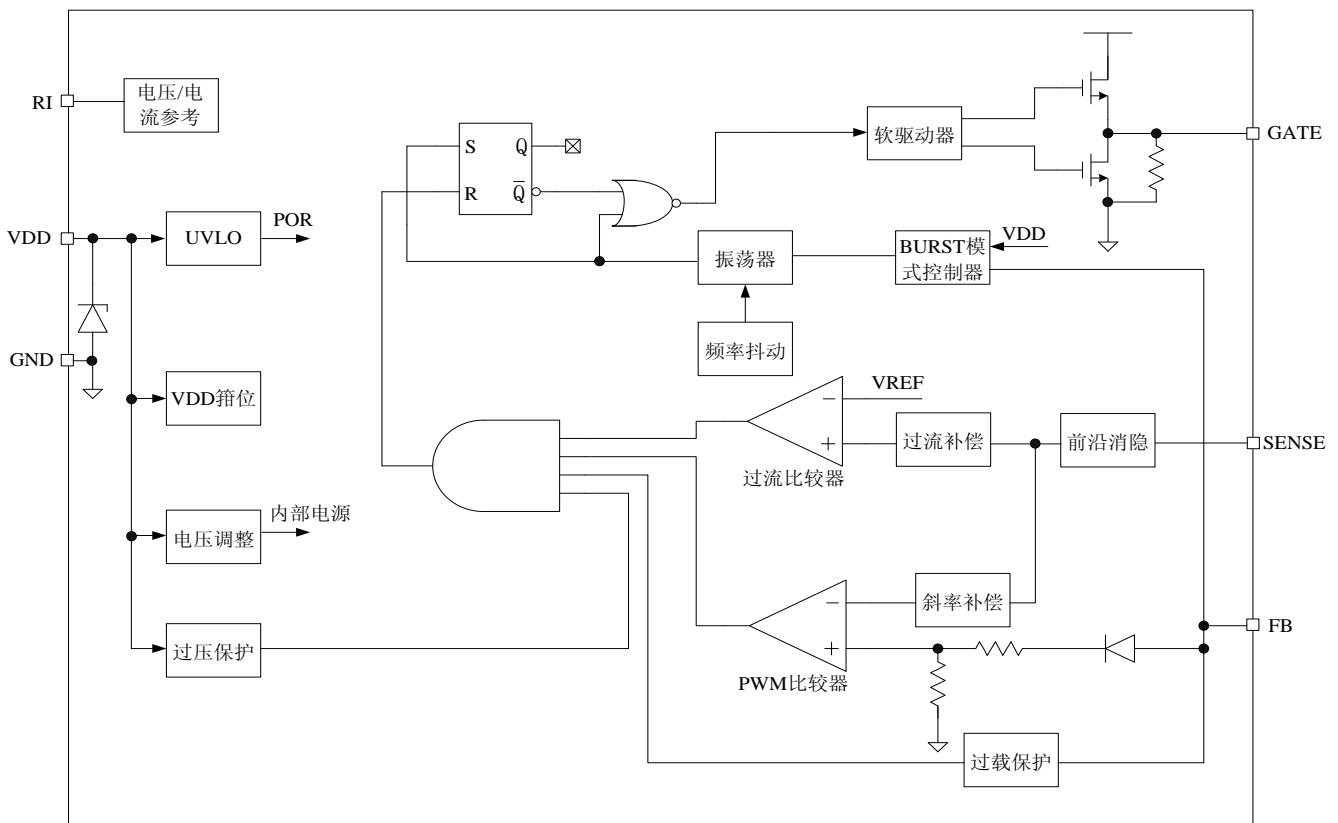 RI
电压/电
流参考
S
Q
R
Q̅
软驱动器
GATE
VDD
UVLO
POR
振荡器
BURST模
式控制器
VDD
GND
频率抖动
VDD箝位
VREF
−
+
过流比较器
过流补偿
前沿消隐
SENSE
电压调整
内部电源
斜率补偿
−
+
PWM比较器
FB
过压保护
过载保护